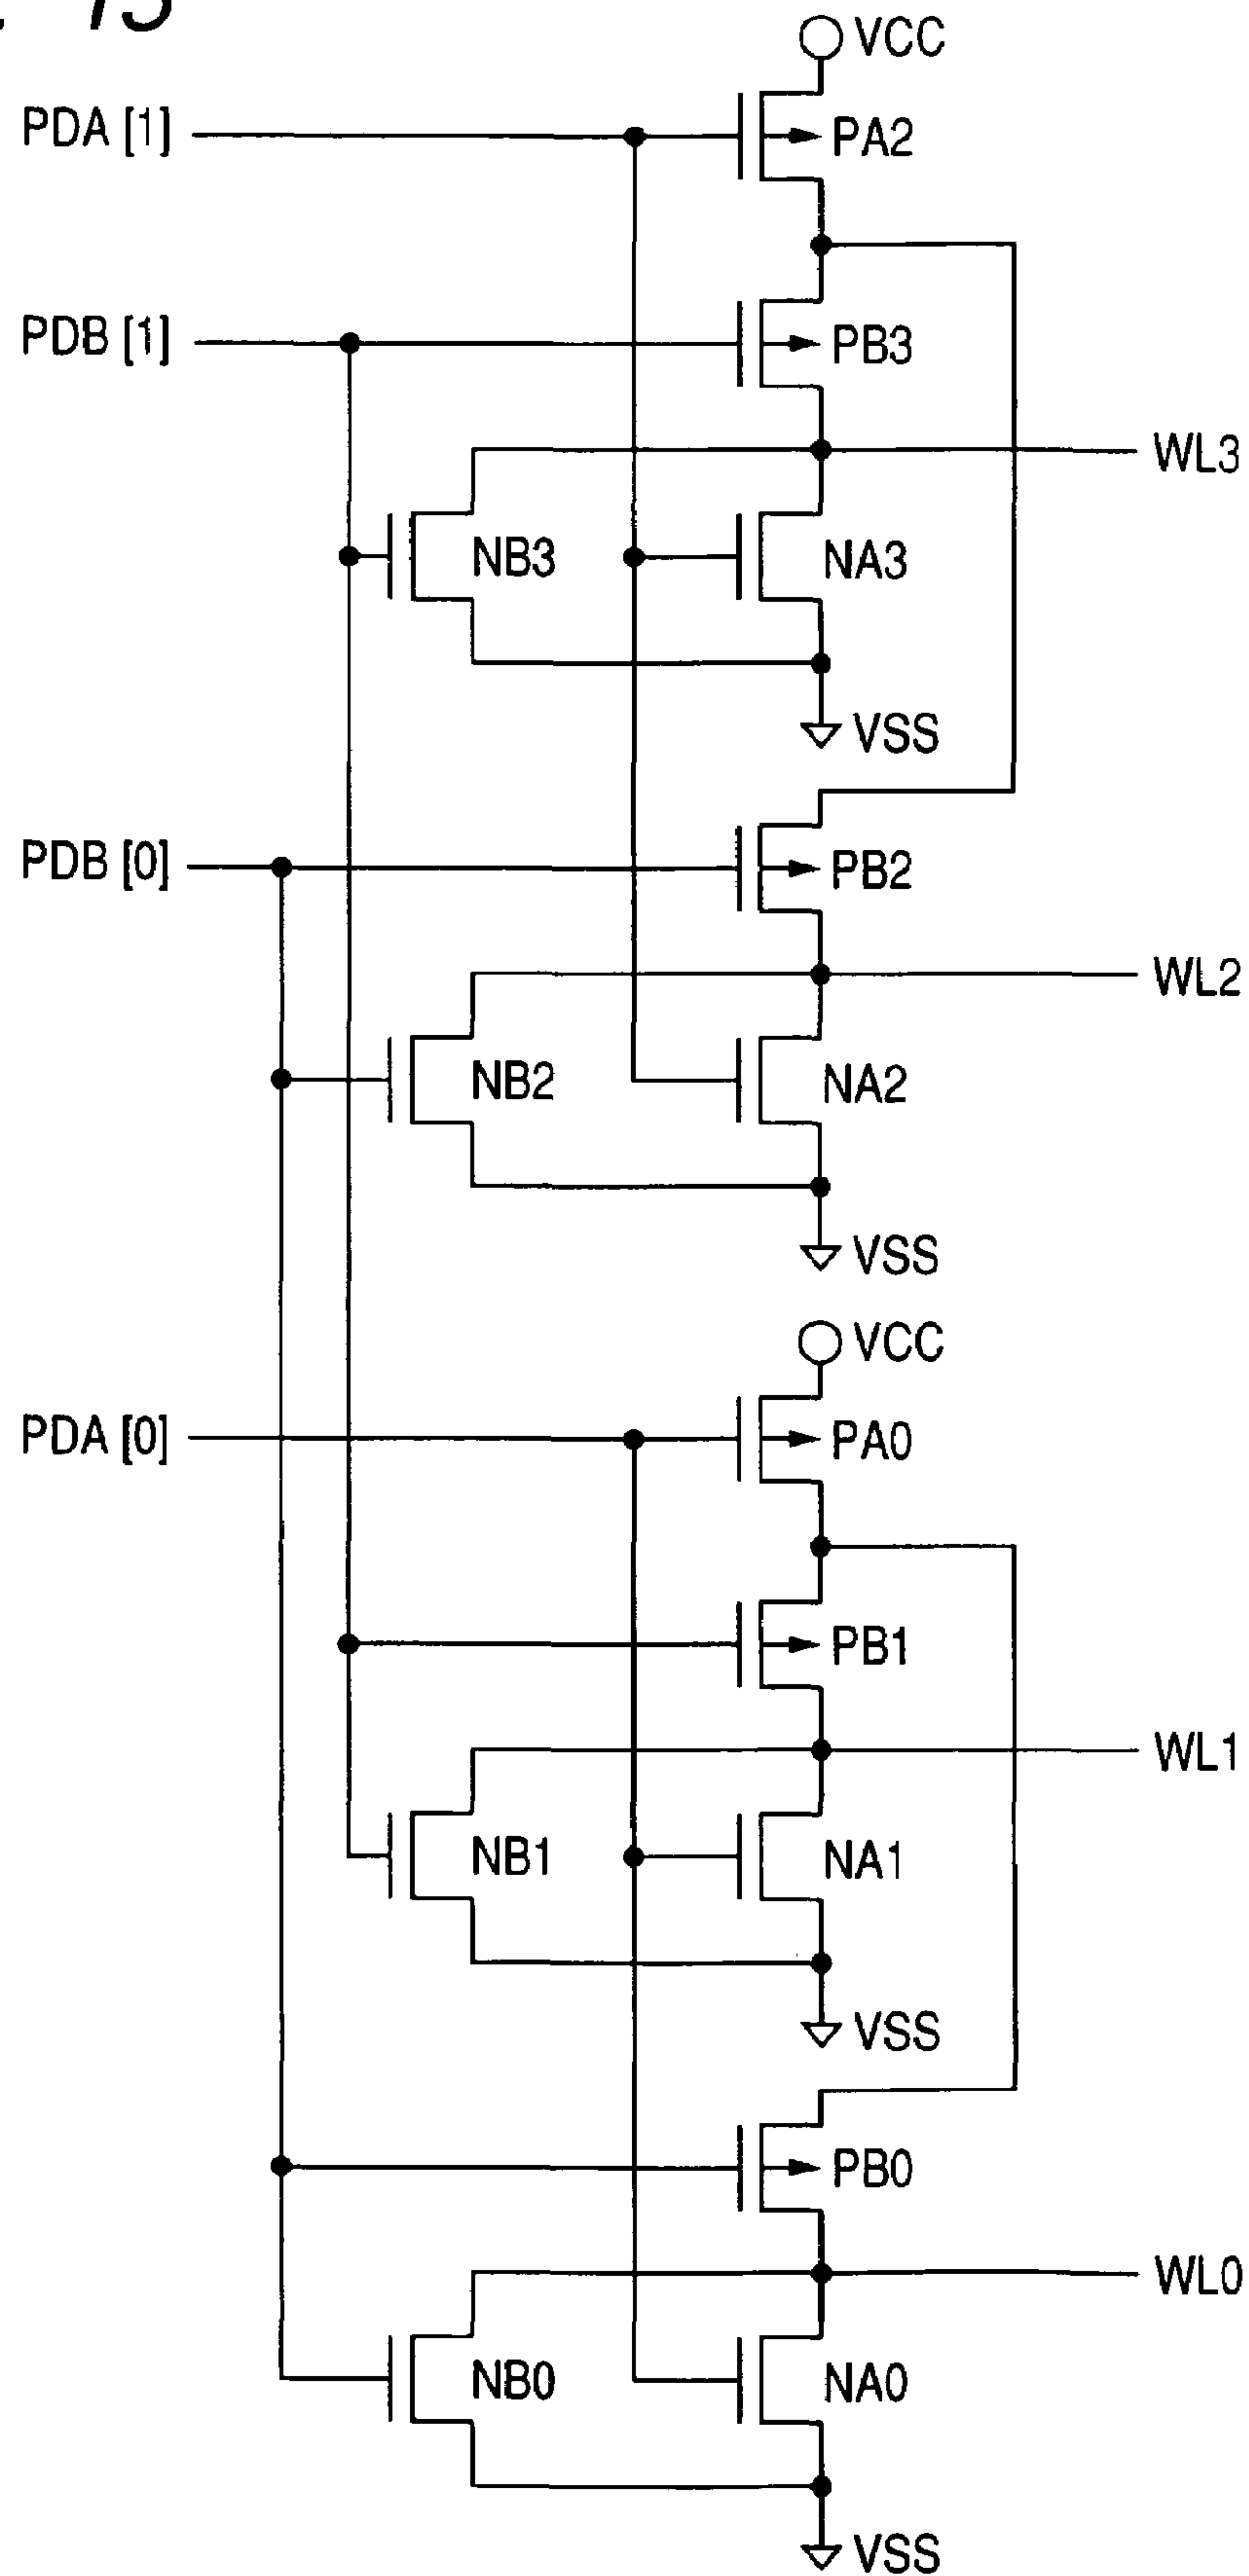 15
VCC
PDA [1]
PA2
PDB [1]
PB3
WL3
NB3
NA3
VSS
PDB [0]
PB2
WL2
NB2
NA2
VSS
VCC
PDA [0]
PA0
PB1
WL1
NB1
NA1
VSS
PB0
WL0
NB0
NA0
VSS